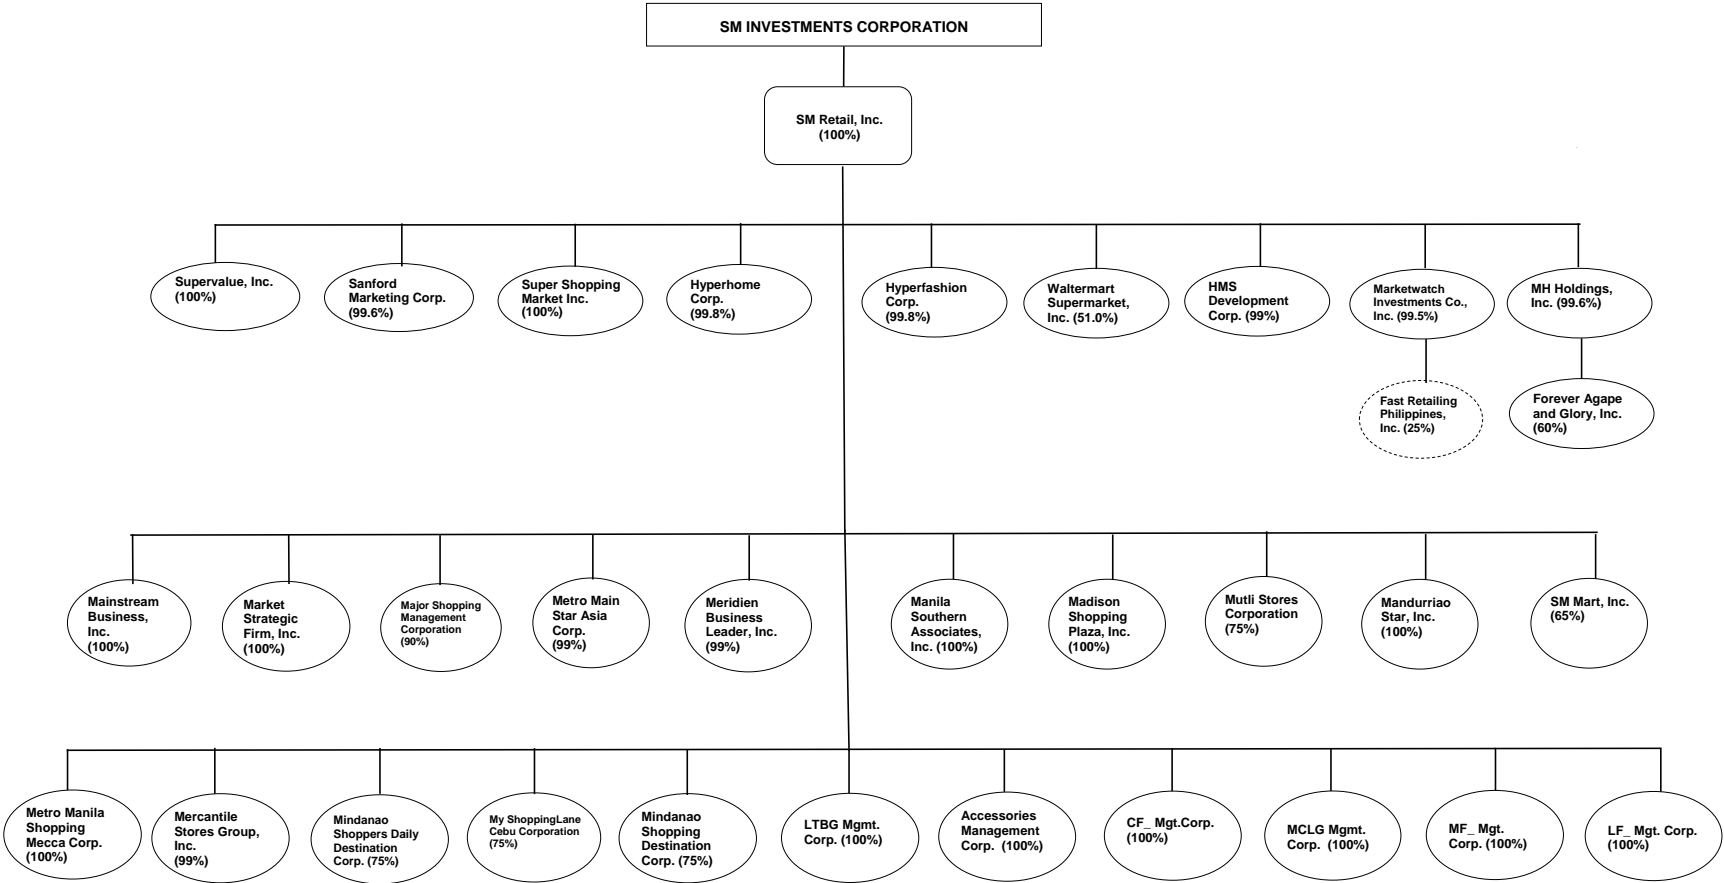 SM INVESTMENTS CORPORATION
SM Retail, Inc.
(100%)
Supervalue, Inc.
(100%)
Sanford
Marketing Corp.
(99.6%)
Super Shopping
Market Inc.
(100%)
Hyperhome
Corp.
(99.8%)
Hyperfashion
Corp.
(99.8%)
Waltermart
Supermarket,
Inc. (51.0%)
HMS
Development
Corp. (99%)
Marketwatch
Investments Co.,
Inc. (99.5%)
MH Holdings,
Inc. (99.6%)
Fast Retailing
Philippines,
Inc. (25%)
Forever Agape
and Glory, Inc.
(60%)
Mainstream
Business,
Inc.
(100%)
Market
Strategic
Firm, Inc.
(100%)
Major Shopping
Management
Corporation
(90%)
Metro Main
Star Asia
Corp.
(99%)
Meridien
Business
Leader, Inc.
(99%)
Manila
Southern
Associates,
Inc. (100%)
Madison
Shopping
Plaza, Inc.
(100%)
Mutli Stores
Corporation
(75%)
Mandurriao
Star, Inc.
(100%)
SM Mart, Inc.
(65%)
Metro Manila
Shopping
Mecca Corp.
(100%)
Mercantile
Stores Group,
Inc.
(99%)
Mindanao
Shoppers Daily
Destination
Corp. (75%)
My ShoppingLane
Cebu Corporation
(75%)
Mindanao
Shopping
Destination
Corp. (75%)
LTBG Mgmt.
Corp. (100%)
Accessories
Management
Corp. (100%)
CF_ Mgt.Corp.
(100%)
MCLG Mgmt.
Corp. (100%)
MF_ Mgt.
Corp. (100%)
LF_ Mgt. Corp.
(100%)